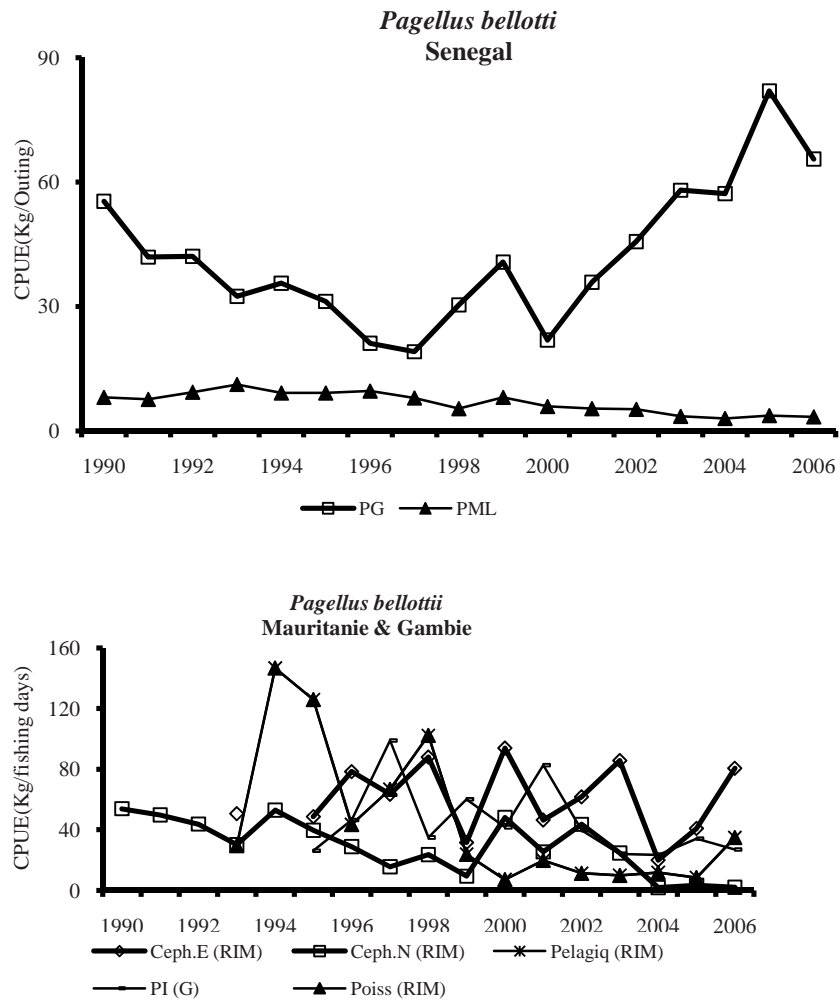 Pagellus bellotti
Senegal
90
60
30
0
CPUE(Kg/Outing)
1990 1992 1994 1996 1998 2000 2002 2004 2006
PG PML
Pagellus bellottii
Mauritanie & Gambie
160
120
80
40
0
CPUE(Kg/fishing days)
1990 1992 1994 1996 1998 2000 2002 2004 2006
Ceph.E (RIM) Ceph.N (RIM) Pelagiq (RIM)
PI (G) Poiss (RIM)